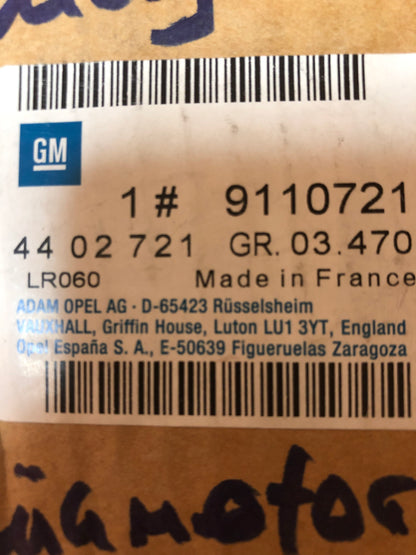 GM
1 # 9110721
44 02 721 GR. 03.470
LR060 Made in France
ADAM OPEL AG · D-65423 Rüsselsheim
VAUXHALL, Griffin House, Luton LU1 3YT, England
Opel España S. A., E-50639 Figueruelas Zaragoza